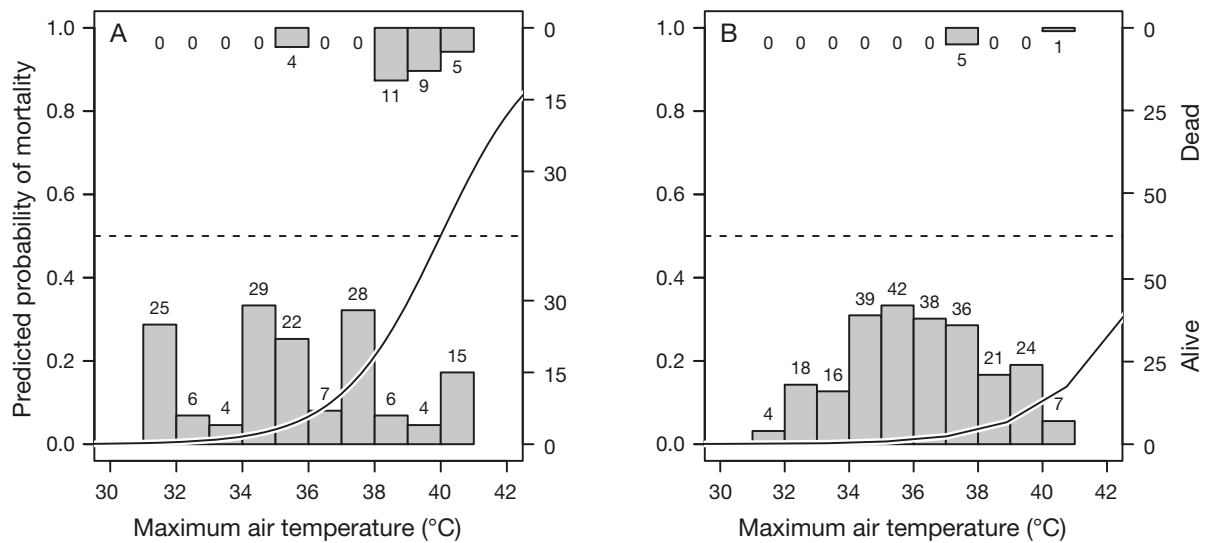 A
B
Predicted probability of mortality
1.0
0.8
0.6
0.4
0.2
0.0
0 0 0 0 4 0 0 11 9 5
25 6 4 29 22 7 28 6 4 15
0
15
30
30
15
0
30 32 34 36 38 40 42
Maximum air temperature (°C)
1.0
0.8
0.6
0.4
0.2
0.0
0 0 0 0 0 0 5 0 0 1
4 18 16 39 42 38 36 21 24 7
0
25
50
50
25
0
Dead
Alive
30 32 34 36 38 40 42
Maximum air temperature (°C)